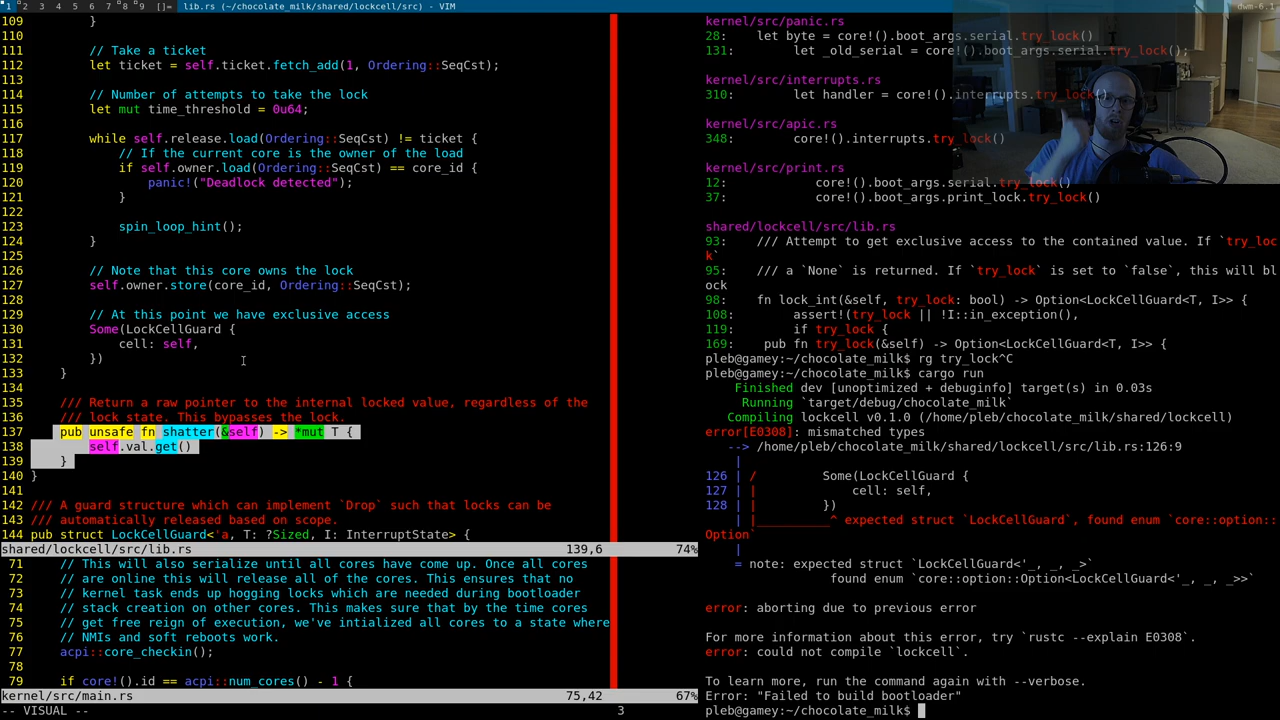 1 2 3 4 5 6 7 8 9 []= lib.rs (~/chocolate_milk/shared/lockcell/src) - VIM dwm-6.1
109         }
110
111         // Take a ticket
112         let ticket = self.ticket.fetch_add(1, Ordering::SeqCst);
113
114         // Number of attempts to take the lock
115         let mut time_threshold = 0u64;
116
117         while self.release.load(Ordering::SeqCst) != ticket {
118             // If the current core is the owner of the load
119             if self.owner.load(Ordering::SeqCst) == core_id {
120                 panic!("Deadlock detected");
121             }
122
123             spin_loop_hint();
124         }
125
126         // Note that this core owns the lock
127         self.owner.store(core_id, Ordering::SeqCst);
128
129         // At this point we have exclusive access
130         Some(LockCellGuard {
131             cell: self,
132         })
133     }
134
135     /// Return a raw pointer to the internal locked value, regardless of the
136     /// lock state. This bypasses the lock.
137     pub unsafe fn shatter(&self) -> *mut T {
138         self.val.get()
139     }
140 }
141
142 /// A guard structure which can implement `Drop` such that locks can be
143 /// automatically released based on scope.
144 pub struct LockCellGuard<'a, T: ?Sized, I: InterruptState> {
shared/lockcell/src/lib.rs 139,6 74%
71     // This will also serialize until all cores have come up. Once all cores
72     // are online this will release all of the cores. This ensures that no
73     // kernel task ends up hogging locks which are needed during bootloader
74     // stack creation on other cores. This makes sure that by the time cores
75     // get free reign of execution, we've intialized all cores to a state where
76     // NMIs and soft reboots work.
77     acpi::core_checkin();
78
79     if core!().id == acpi::num_cores() - 1 {
kernel/src/main.rs 75,42 67%
-- VISUAL -- 3
kernel/src/panic.rs
28:    let byte = core!().boot_args.serial.try_lock()
131:        let _old_serial = core!().boot_args.serial.try_lock();
kernel/src/interrupts.rs
310:        let handler = core!().interrupts.try_lock()
kernel/src/apic.rs
348:        core!().interrupts.try_lock()
kernel/src/print.rs
12:            core!().boot_args.serial.try_lock()
37:            core!().boot_args.print_lock.try_lock()
shared/lockcell/src/lib.rs
93:    /// Attempt to get exclusive access to the contained value. If `try_loc
k`
95:    /// a `None` is returned. If `try_lock` is set to `false`, this will bl
ock
98:    fn lock_int(&self, try_lock: bool) -> Option<LockCellGuard<T, I>> {
108:        assert!(try_lock || !I::in_exception(),
119:            if try_lock {
169:    pub fn try_lock(&self) -> Option<LockCellGuard<T, I>> {
pleb@gamey:~/chocolate_milk$ rg try_lock^C
pleb@gamey:~/chocolate_milk$ cargo run
    Finished dev [unoptimized + debuginfo] target(s) in 0.03s
     Running `target/debug/chocolate_milk`
   Compiling lockcell v0.1.0 (/home/pleb/chocolate_milk/shared/lockcell)
error[E0308]: mismatched types
   --> /home/pleb/chocolate_milk/shared/lockcell/src/lib.rs:126:9
    |
126 | /         Some(LockCellGuard {
127 | |             cell: self,
128 | |         })
    | |__________^ expected struct `LockCellGuard`, found enum `core::option::
Option`
    |
    = note: expected struct `LockCellGuard<'_, _, _>`
                 found enum `core::option::Option<LockCellGuard<'_, _, _>>`
error: aborting due to previous error
For more information about this error, try `rustc --explain E0308`.
error: could not compile `lockcell`.
To learn more, run the command again with --verbose.
Error: "Failed to build bootloader"
pleb@gamey:~/chocolate_milk$